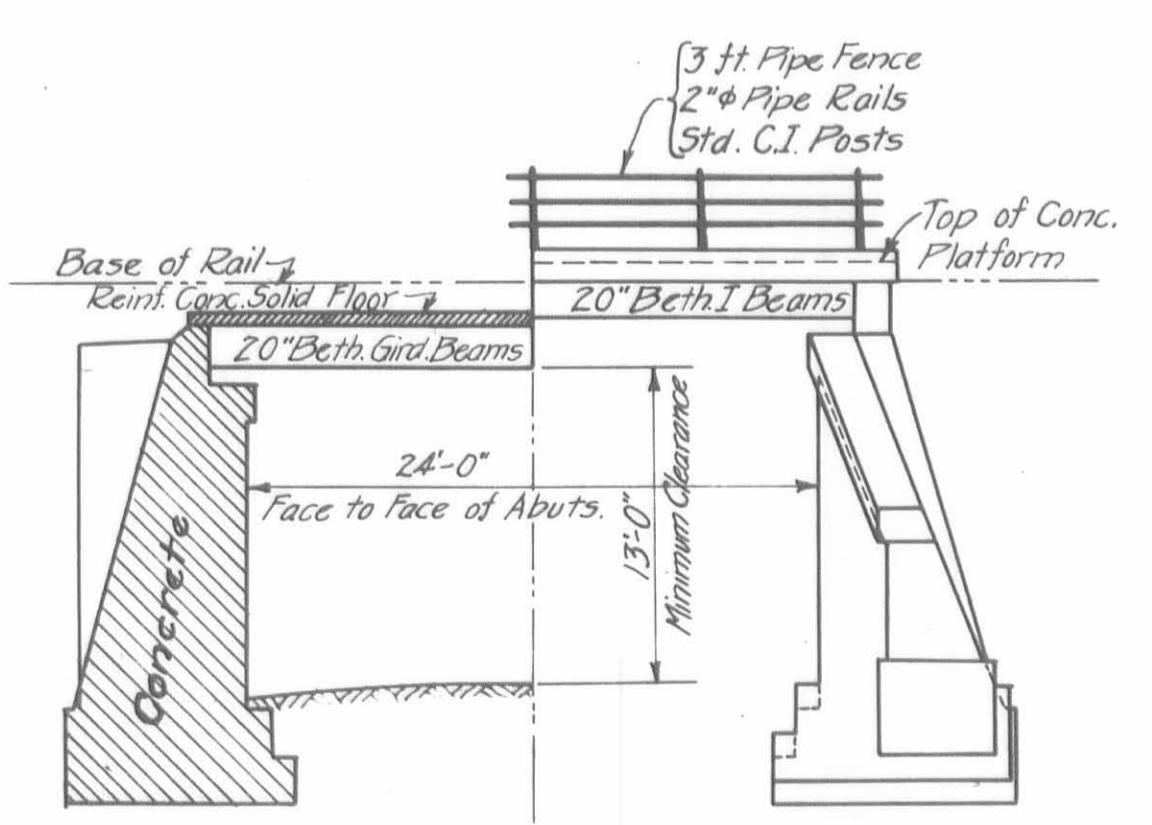 3 ft. Pipe Fence
2"φ Pipe Rails
Std. C.I. Posts
Top of Conc.
Platform
Base of Rail
Reinf. Conc. Solid Floor
20" Beth. I Beams
20" Beth. Gird. Beams
24'-0"
Face to Face of Abuts.
13'-0"
Minimum Clearance
Concrete